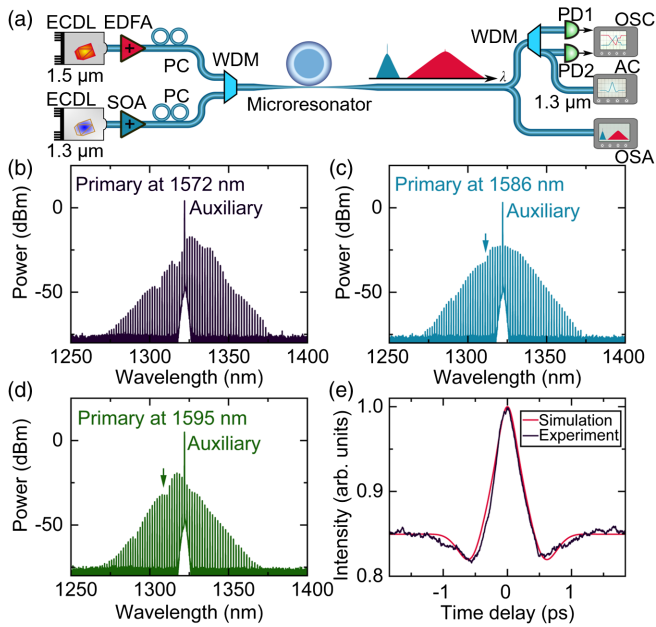 (a)
ECDL EDFA
PC
1.5 μm
WDM
ECDL SOA PC
1.3 μm
Microresonator
λ
WDM
PD1
OSC
PD2
AC
1.3 μm
OSA
(b)
Primary at 1572 nm
Auxiliary
Power (dBm)
0
-50
1250 1300 1350 1400
Wavelength (nm)
(c)
Primary at 1586 nm
Auxiliary
Power (dBm)
0
-50
1250 1300 1350 1400
Wavelength (nm)
(d)
Primary at 1595 nm
Auxiliary
Power (dBm)
0
-50
1250 1300 1350 1400
Wavelength (nm)
(e)
Simulation
Experiment
Intensity (arb. units)
1.0
0.9
0.8
-1 0 1
Time delay (ps)